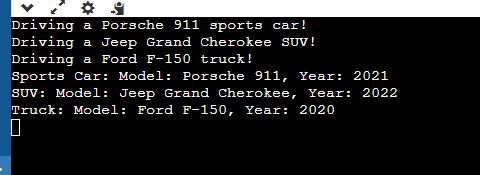 Driving a Porsche 911 sports car!
Driving a Jeep Grand Cherokee SUV!
Driving a Ford F-150 truck!
Sports Car: Model: Porsche 911, Year: 2021
SUV: Model: Jeep Grand Cherokee, Year: 2022
Truck: Model: Ford F-150, Year: 2020